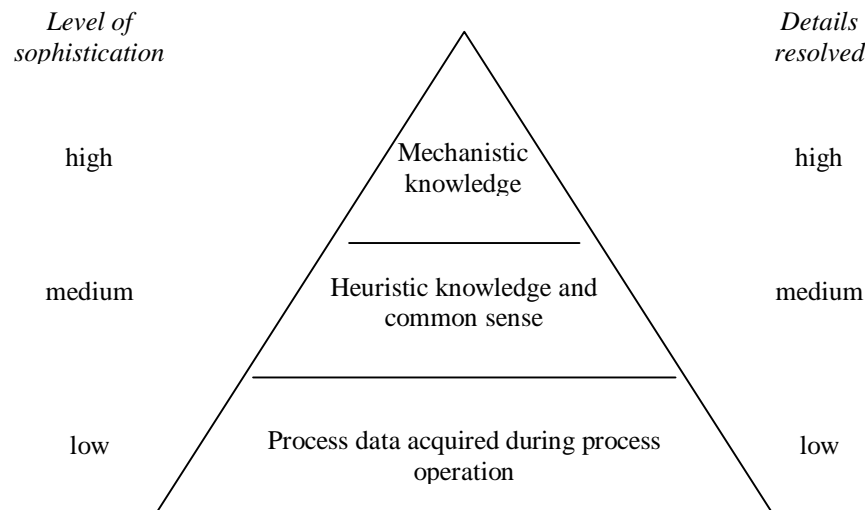 Level of
sophistication
Details
resolved
high
Mechanistic
knowledge
high
medium
Heuristic knowledge and
common sense
medium
low
Process data acquired during process
operation
low